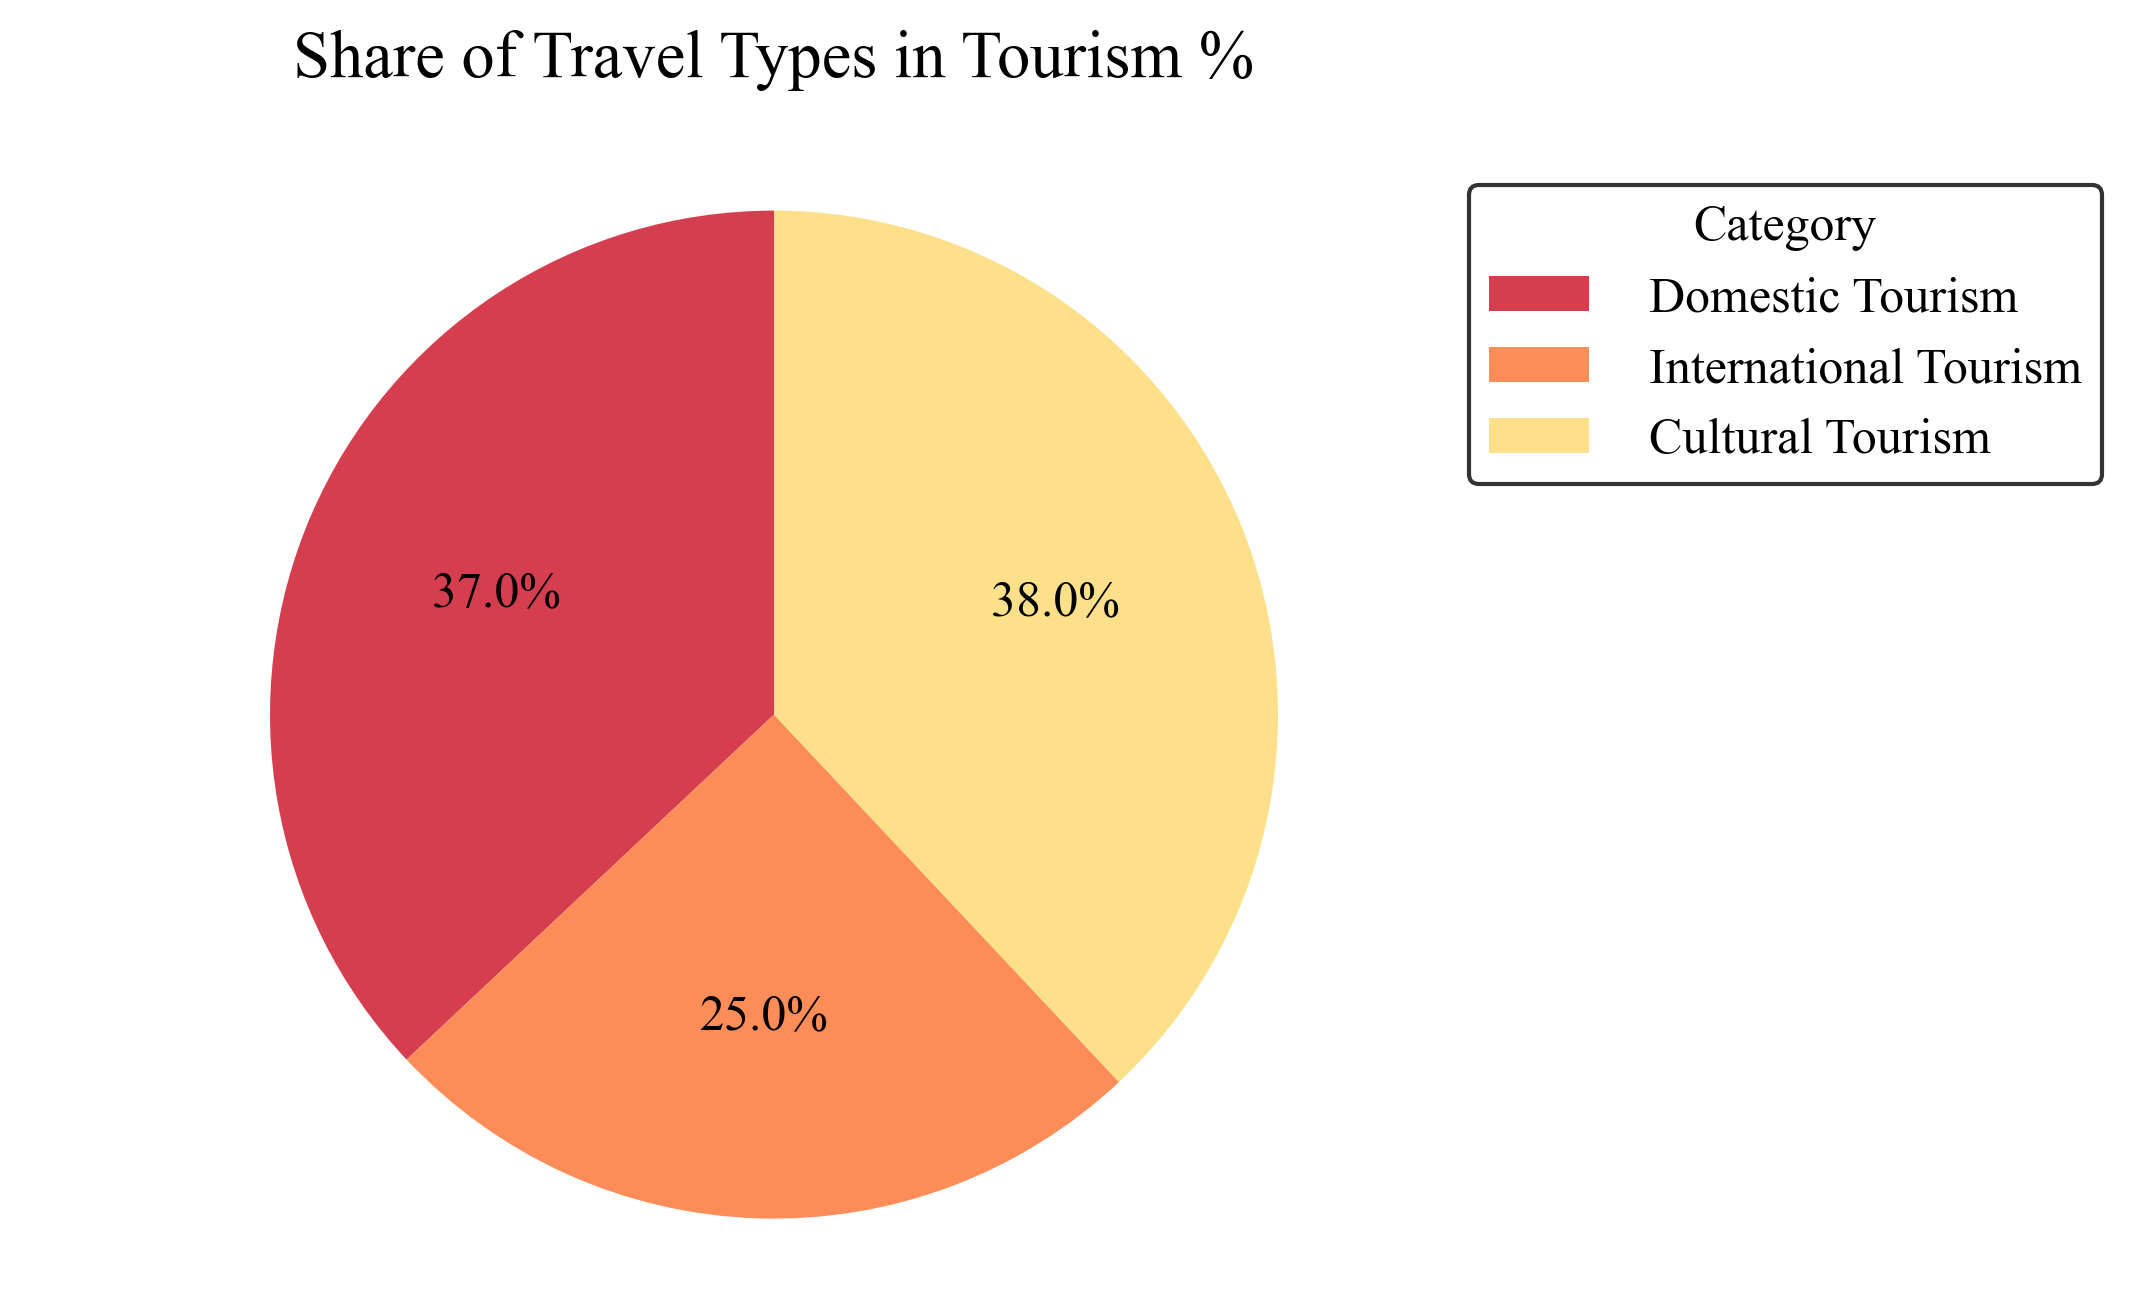 Share of Travel Types in Tourism %
Category
Domestic Tourism
International Tourism
Cultural Tourism
37.0%
38.0%
25.0%